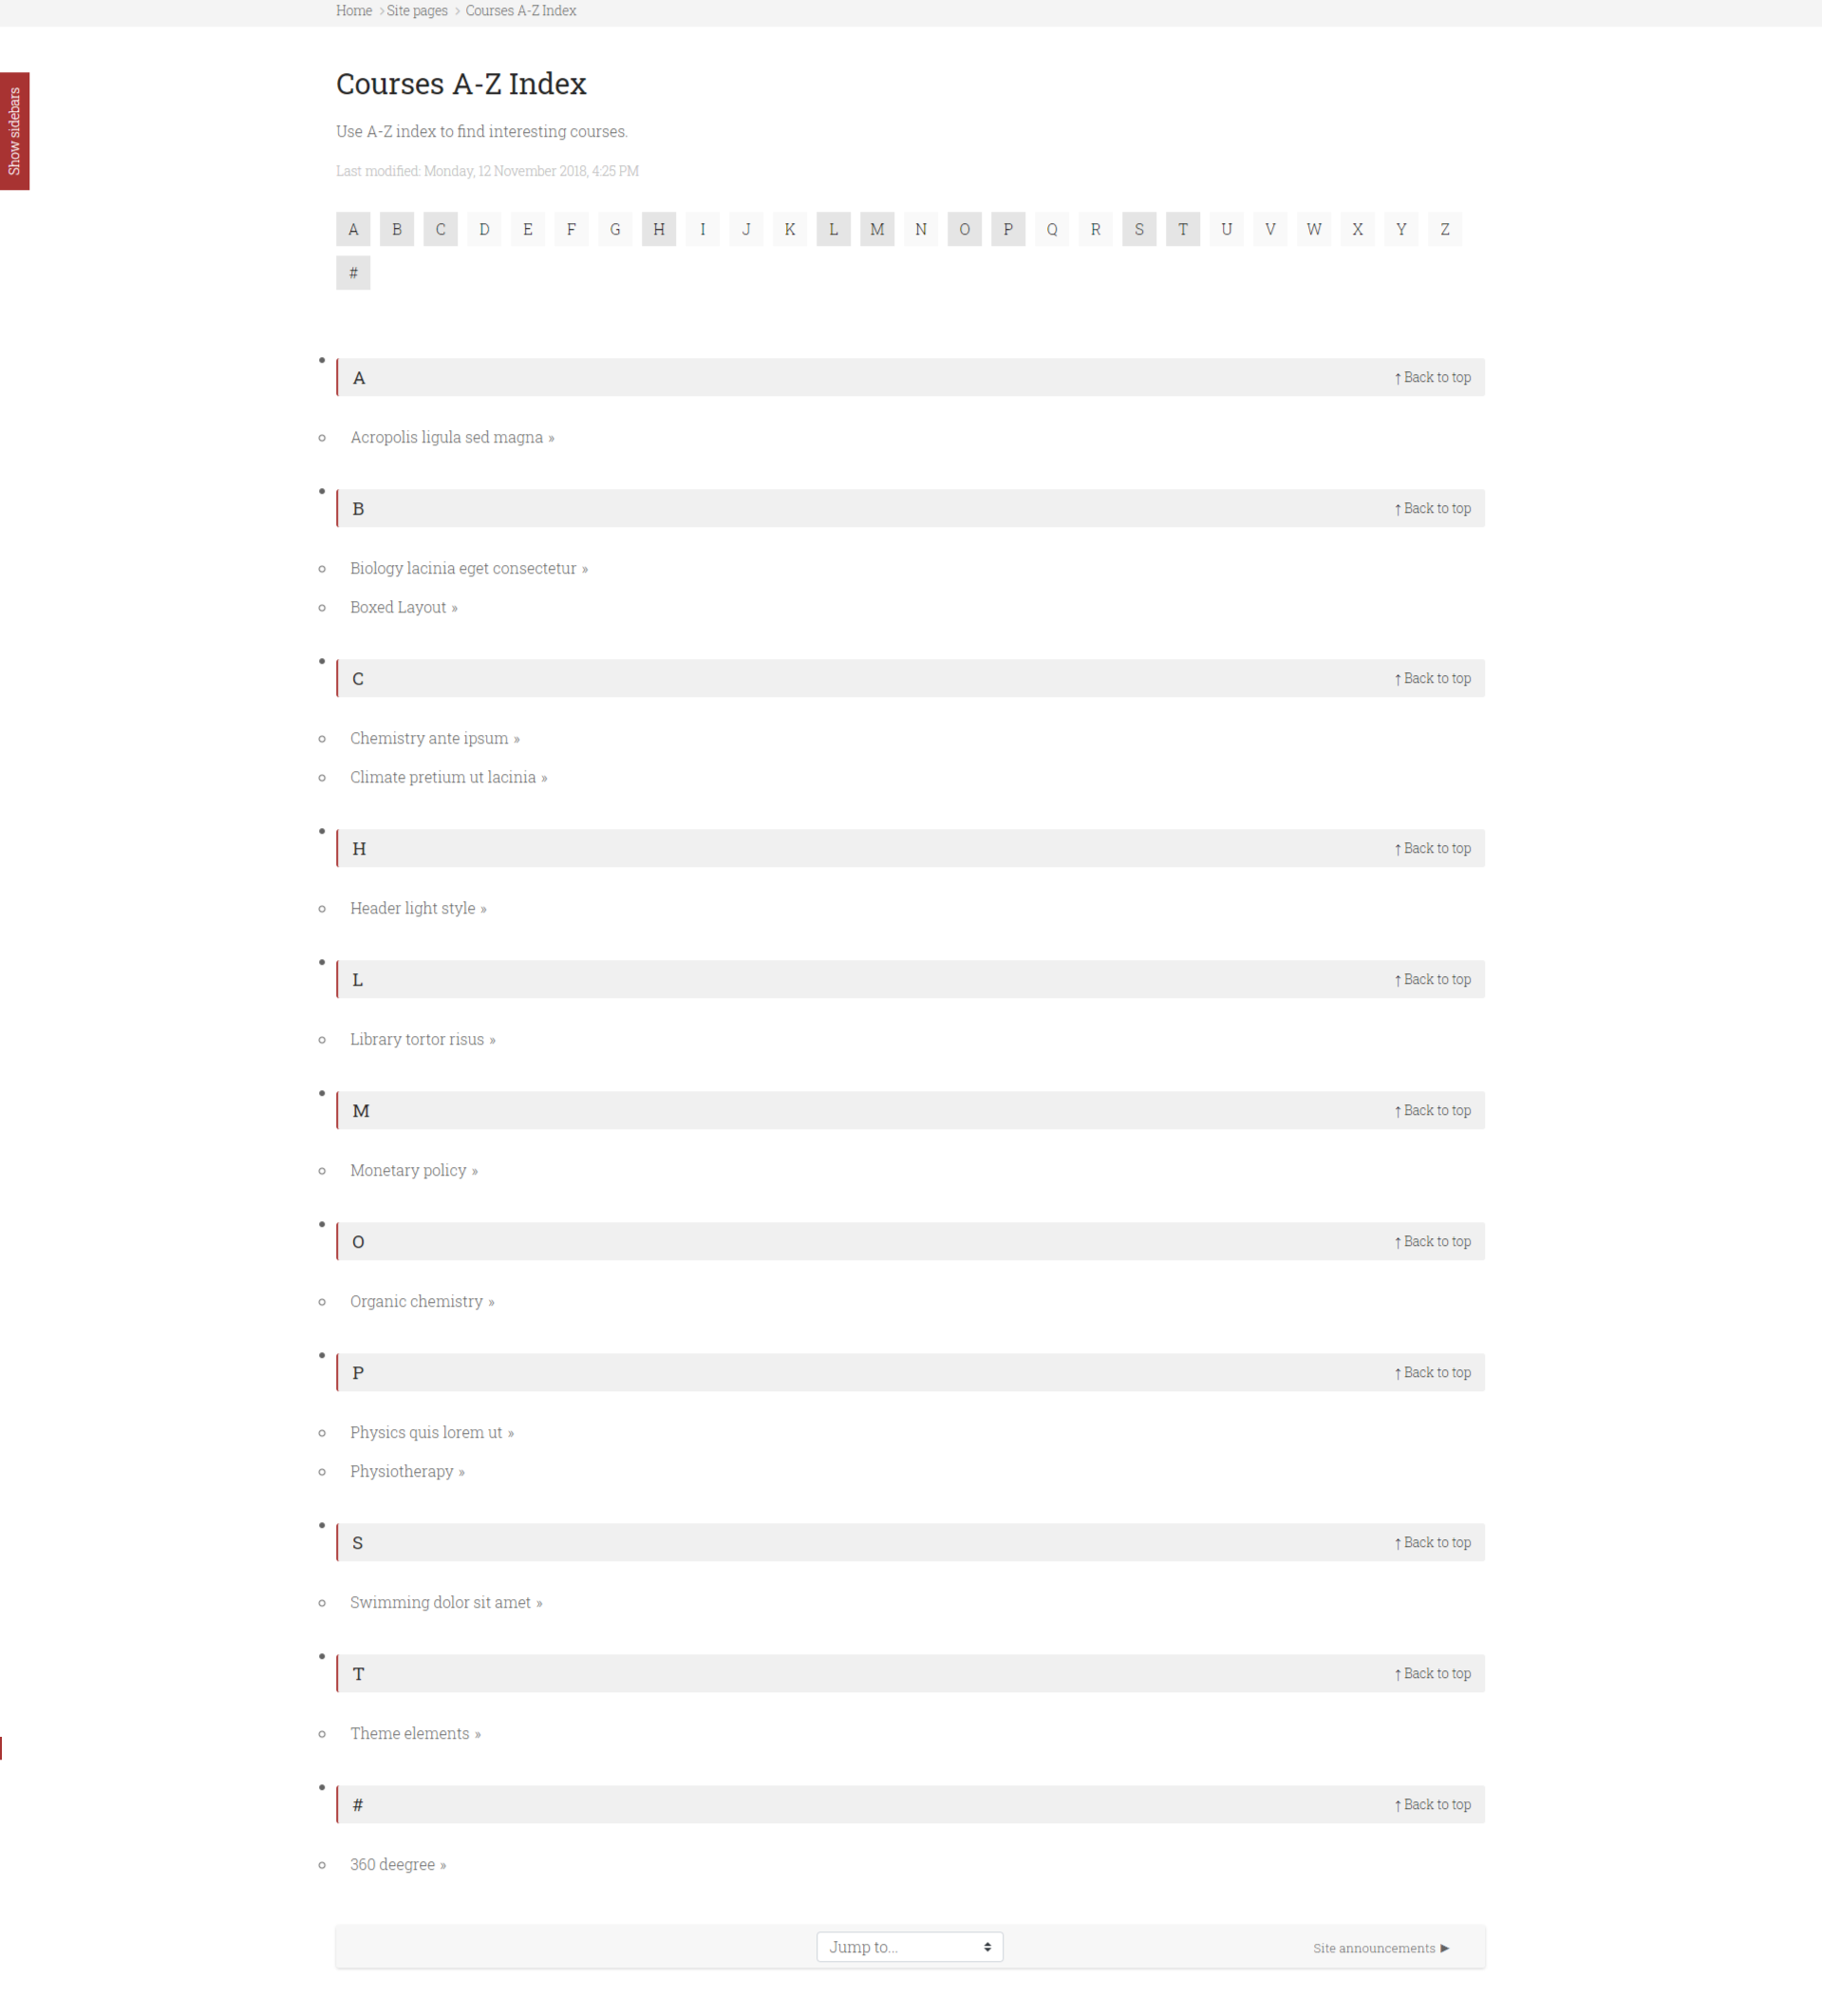 Home > Site pages > Courses A-Z Index
Show sidebars
Courses A-Z Index
Use A-Z index to find interesting courses.
Last modified: Monday, 12 November 2018, 4:25 PM
A B C D E F G H I J K L M N O P Q R S T U V W X Y Z
#
A ↑ Back to top
Acropolis ligula sed magna »
B ↑ Back to top
Biology lacinia eget consectetur »
Boxed Layout »
C ↑ Back to top
Chemistry ante ipsum »
Climate pretium ut lacinia »
H ↑ Back to top
Header light style »
L ↑ Back to top
Library tortor risus »
M ↑ Back to top
Monetary policy »
O ↑ Back to top
Organic chemistry »
P ↑ Back to top
Physics quis lorem ut »
Physiotherapy »
S ↑ Back to top
Swimming dolor sit amet »
T ↑ Back to top
Theme elements »
# ↑ Back to top
360 deegree »
Jump to... Site announcements ►